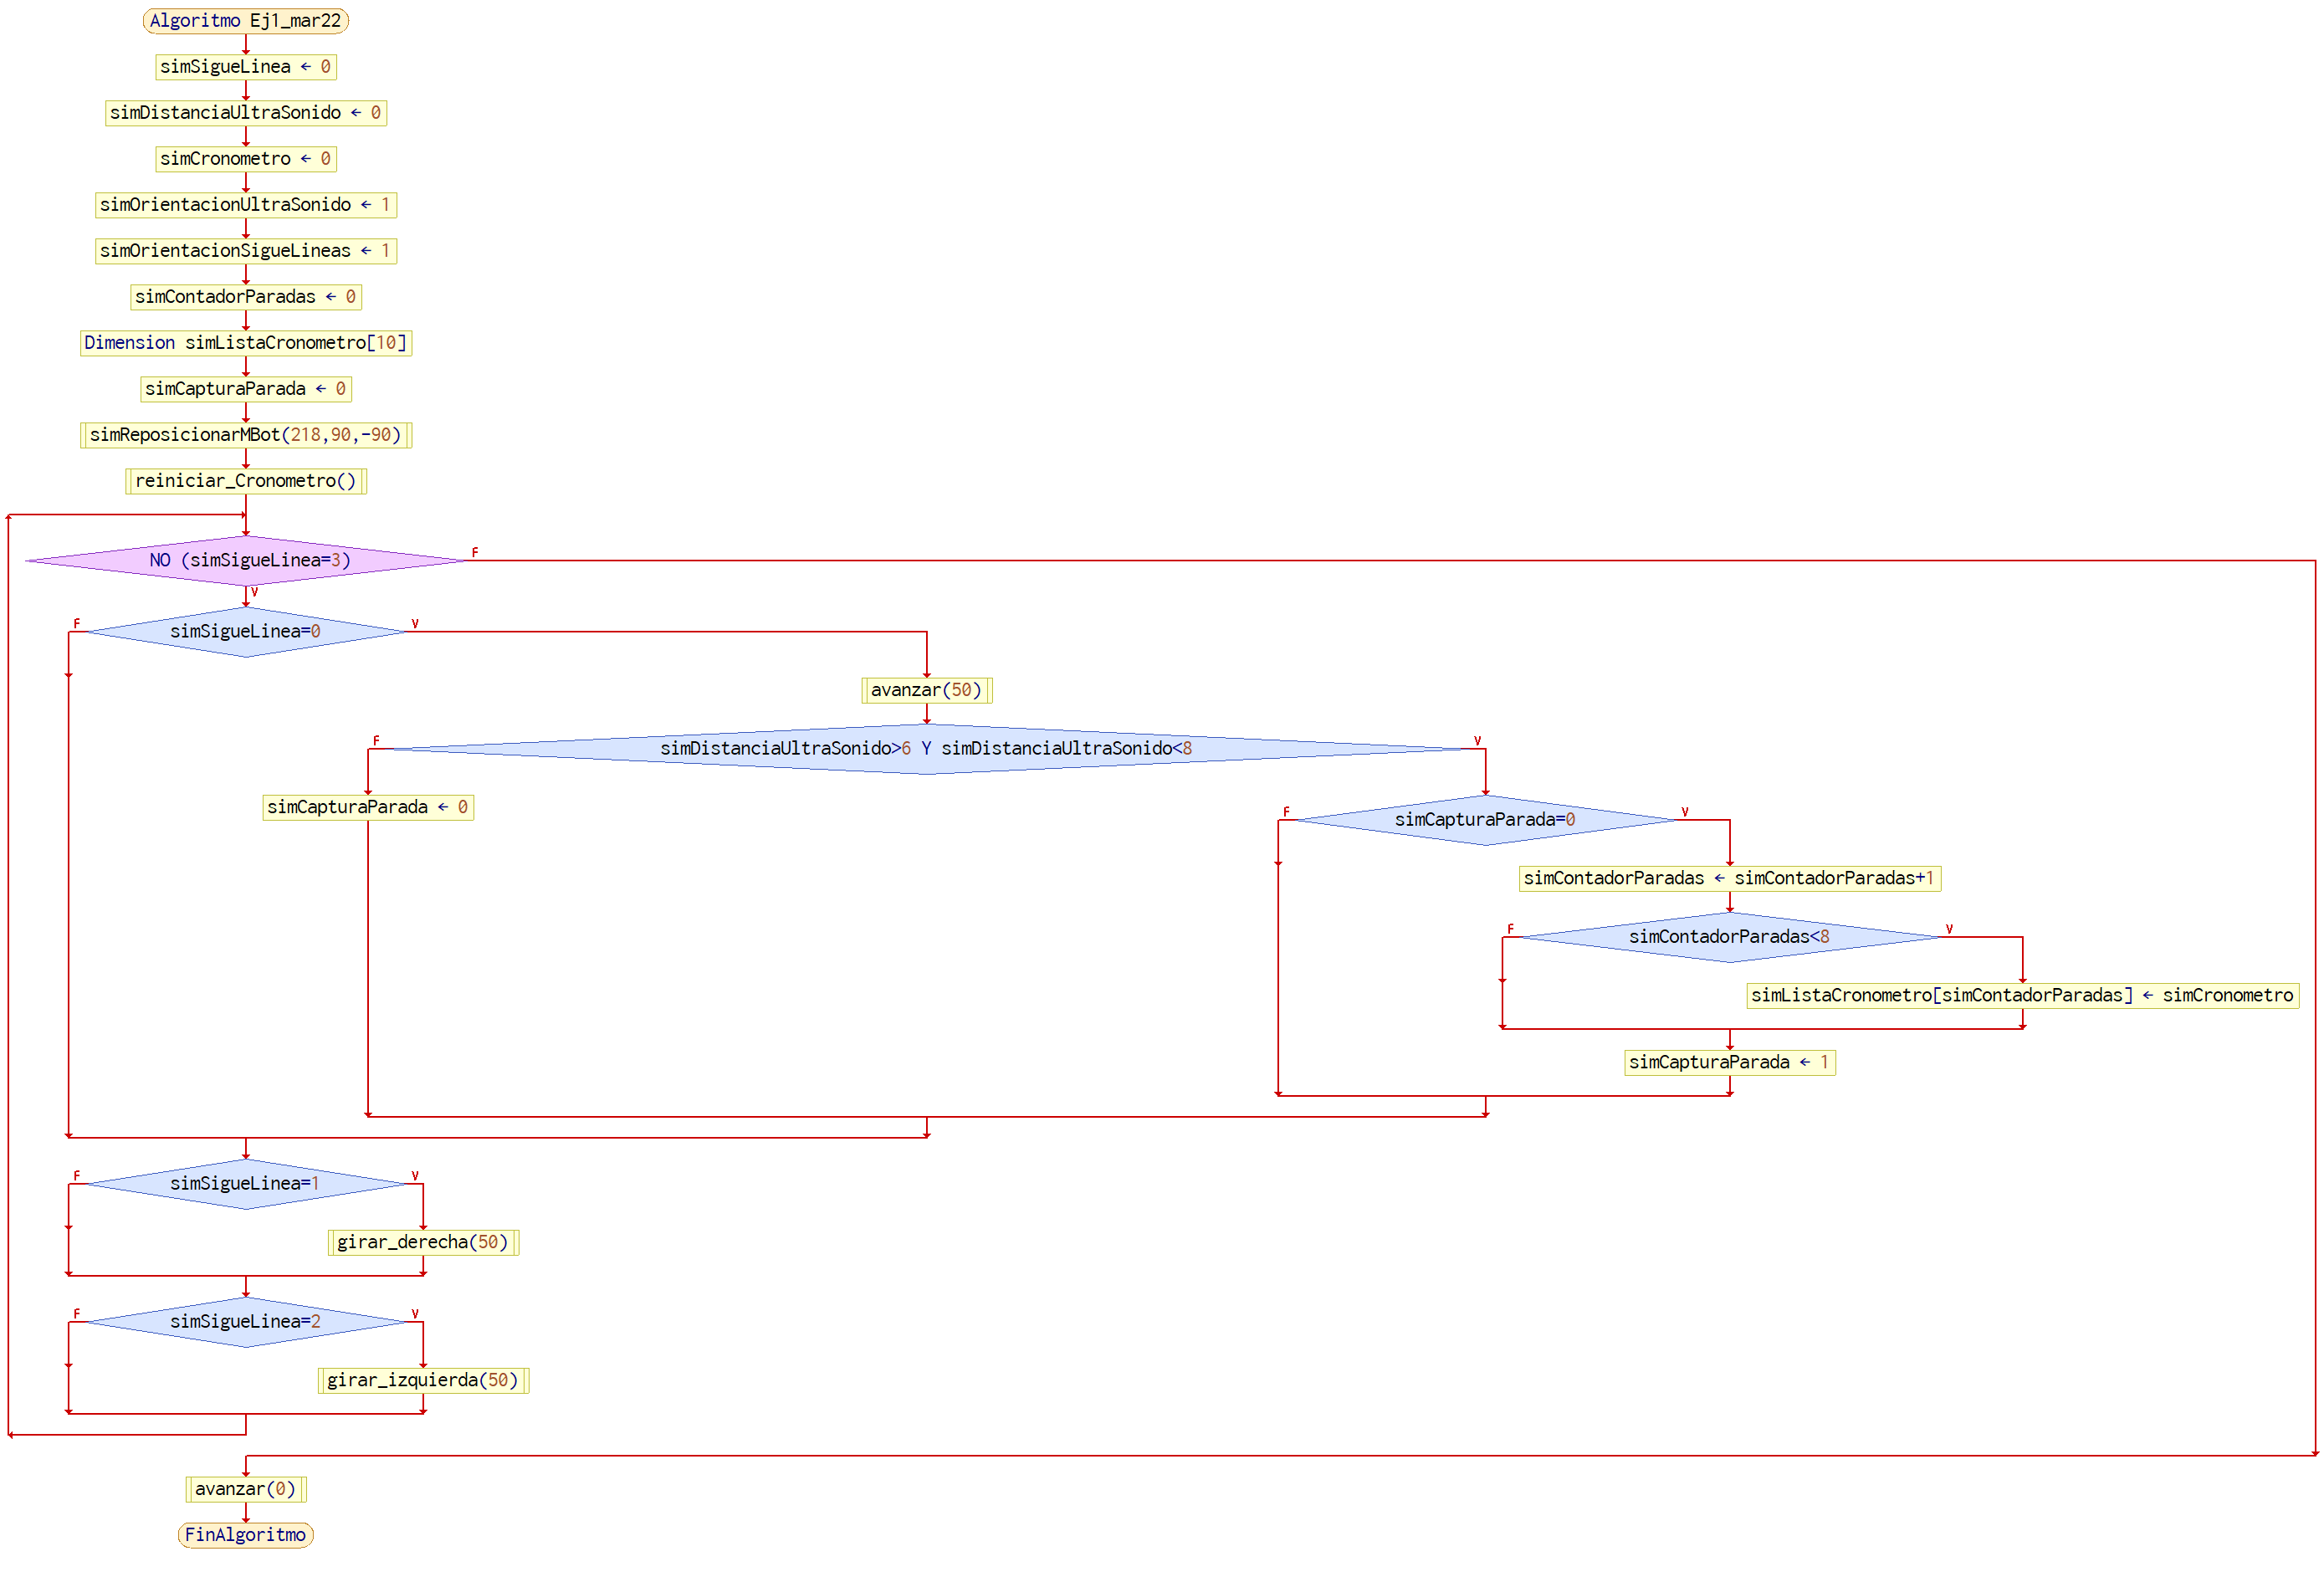 Algoritmo Ej1_mar22
simSigueLinea ← 0
simDistanciaUltraSonido ← 0
simCronometro ← 0
simOrientacionUltraSonido ← 1
simOrientacionSigueLineas ← 1
simContadorParadas ← 0
Dimension simListaCronometro[10]
simCapturaParada ← 0
simReposicionarMBot(218,90,-90)
reiniciar_Cronometro()
NO (simSigueLinea=3)
F
V
simSigueLinea=0
F
V
avanzar(50)
simDistanciaUltraSonido>6 Y simDistanciaUltraSonido<8
F
V
simCapturaParada ← 0
simCapturaParada=0
F
V
simContadorParadas ← simContadorParadas+1
simContadorParadas<8
F
V
simListaCronometro[simContadorParadas] ← simCronometro
simCapturaParada ← 1
simSigueLinea=1
F
V
girar_derecha(50)
simSigueLinea=2
F
V
girar_izquierda(50)
avanzar(0)
FinAlgoritmo